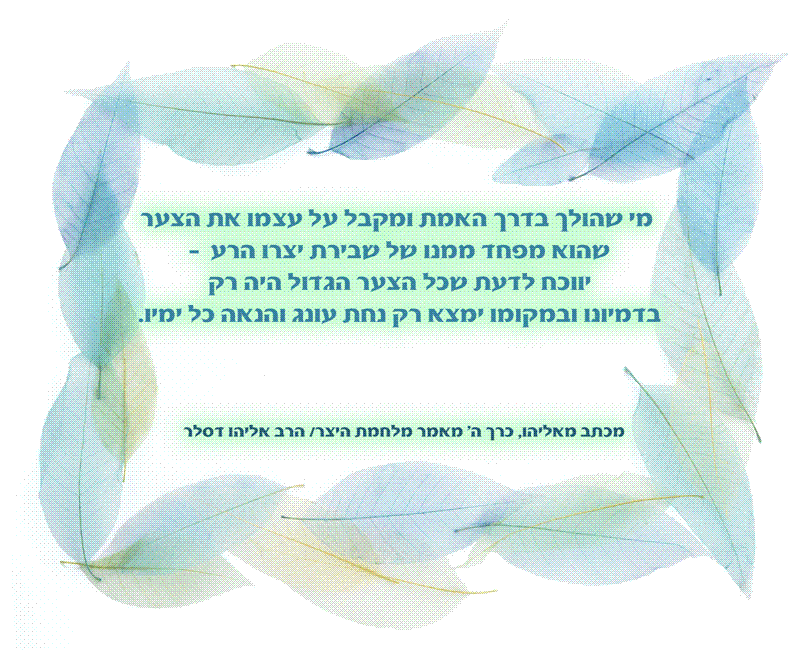 מי שהולך בדרך האמת ומקבל על עצמו את הצער
שהוא מפחד ממנו של שבירת יצרו הרע –
יווכח לדעת שכל הצער הגדול היה רק
בדמיונו ובמקומו ימצא רק נחת עונג והנאה כל ימיו.
מכתב מאליהו, כרך ה' מאמר מלחמת היצר/ הרב אליהו דסלר